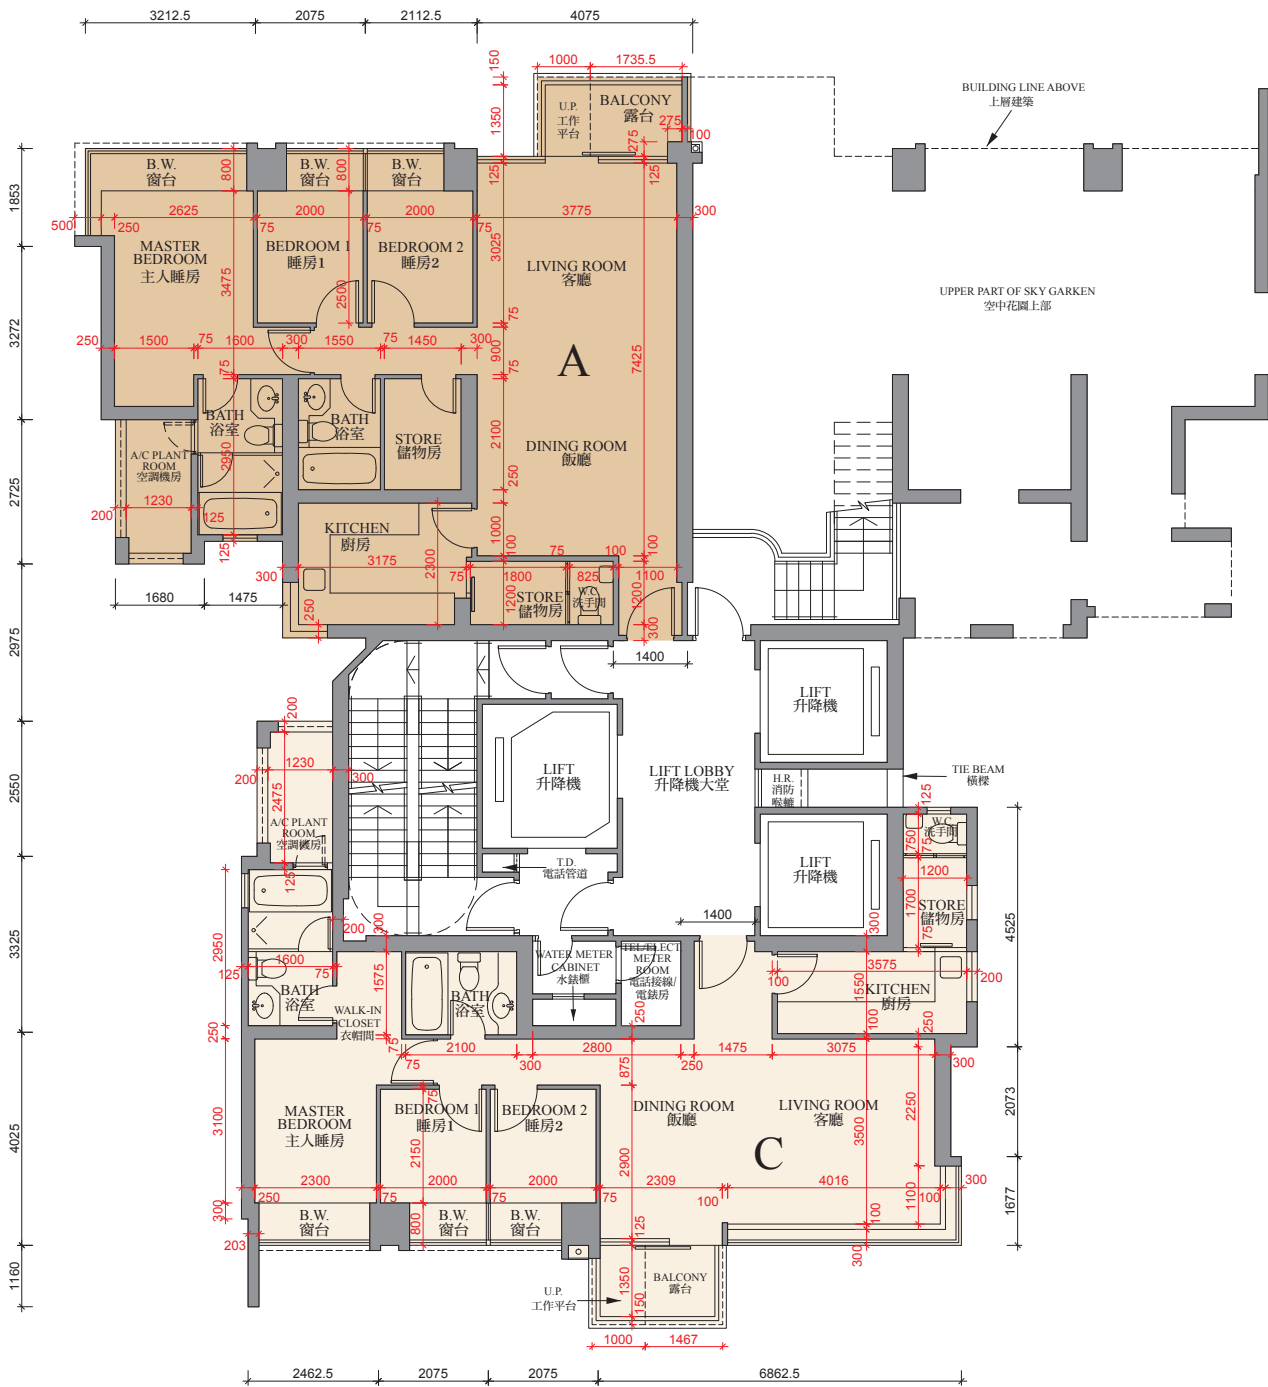 3212.5
2075
2112.5
4075
150
1000
1735.5
BUILDING LINE ABOVE
上層建築
1350
U.P.
工作
平台
BALCONY
露台
275
100
275
B.W.
窗台
800
B.W.
窗台
800
B.W.
窗台
125
125
1853
500
250
2625
75
2000
75
2000
75
3775
300
MASTER
BEDROOM
主人睡房
BEDROOM 1
睡房1
BEDROOM 2
睡房2
3025
LIVING ROOM
客廳
3475
2500
UPPER PART OF SKY GARKEN
空中花園上部
3272
75
250
1500
75
1600
300
1550
75
1450
300
900
7425
75
75
A
BATH
浴室
BATH
浴室
STORE
儲物房
2100
DINING ROOM
飯廳
2950
A/C PLANT
ROOM
空調機房
250
2725
200
1230
125
KITCHEN
廚房
1000
125
100
75
100
100
300
3175
2300
75
1800
825
1100
1680
1475
1200
STORE
儲物房
W.C.
洗手間
1200
250
300
2975
1400
LIFT
升降機
200
200
1230
300
LIFT
升降機
LIFT LOBBY
升降機大堂
H.R.
消防
喉轆
TIE BEAM
橫樑
2550
2475
125
A/C PLANT
ROOM
空調機房
750
75
W.C.
洗手間
125
T.D.
電話管道
LIFT
升降機
1200
1700
STORE
儲物房
4525
200
300
1400
300
75
3325
2950
125
1600
75
BATH
浴室
1575
BATH
浴室
WATER METER
CABINET
水錶櫃
TEL/ELECT
METER
ROOM
電話接線/
電錶房
100
3575
200
1550
KITCHEN
廚房
WALK-IN
CLOSET
衣帽間
250
250
100
250
75
75
2100
300
2800
250
1475
3075
300
875
MASTER
BEDROOM
主人睡房
75
BEDROOM 1
睡房1
BEDROOM 2
睡房2
DINING ROOM
飯廳
LIVING ROOM
客廳
2250
2073
3100
3500
4025
C
2150
2900
250
2300
75
2000
75
2000
75
2309
100
4016
100
300
1100
1677
300
B.W.
窗台
800
B.W.
窗台
B.W.
窗台
125
100
300
203
1160
1350
BALCONY
露台
U.P.
工作平台
150
1000
1467
2462.5
2075
2075
6862.5